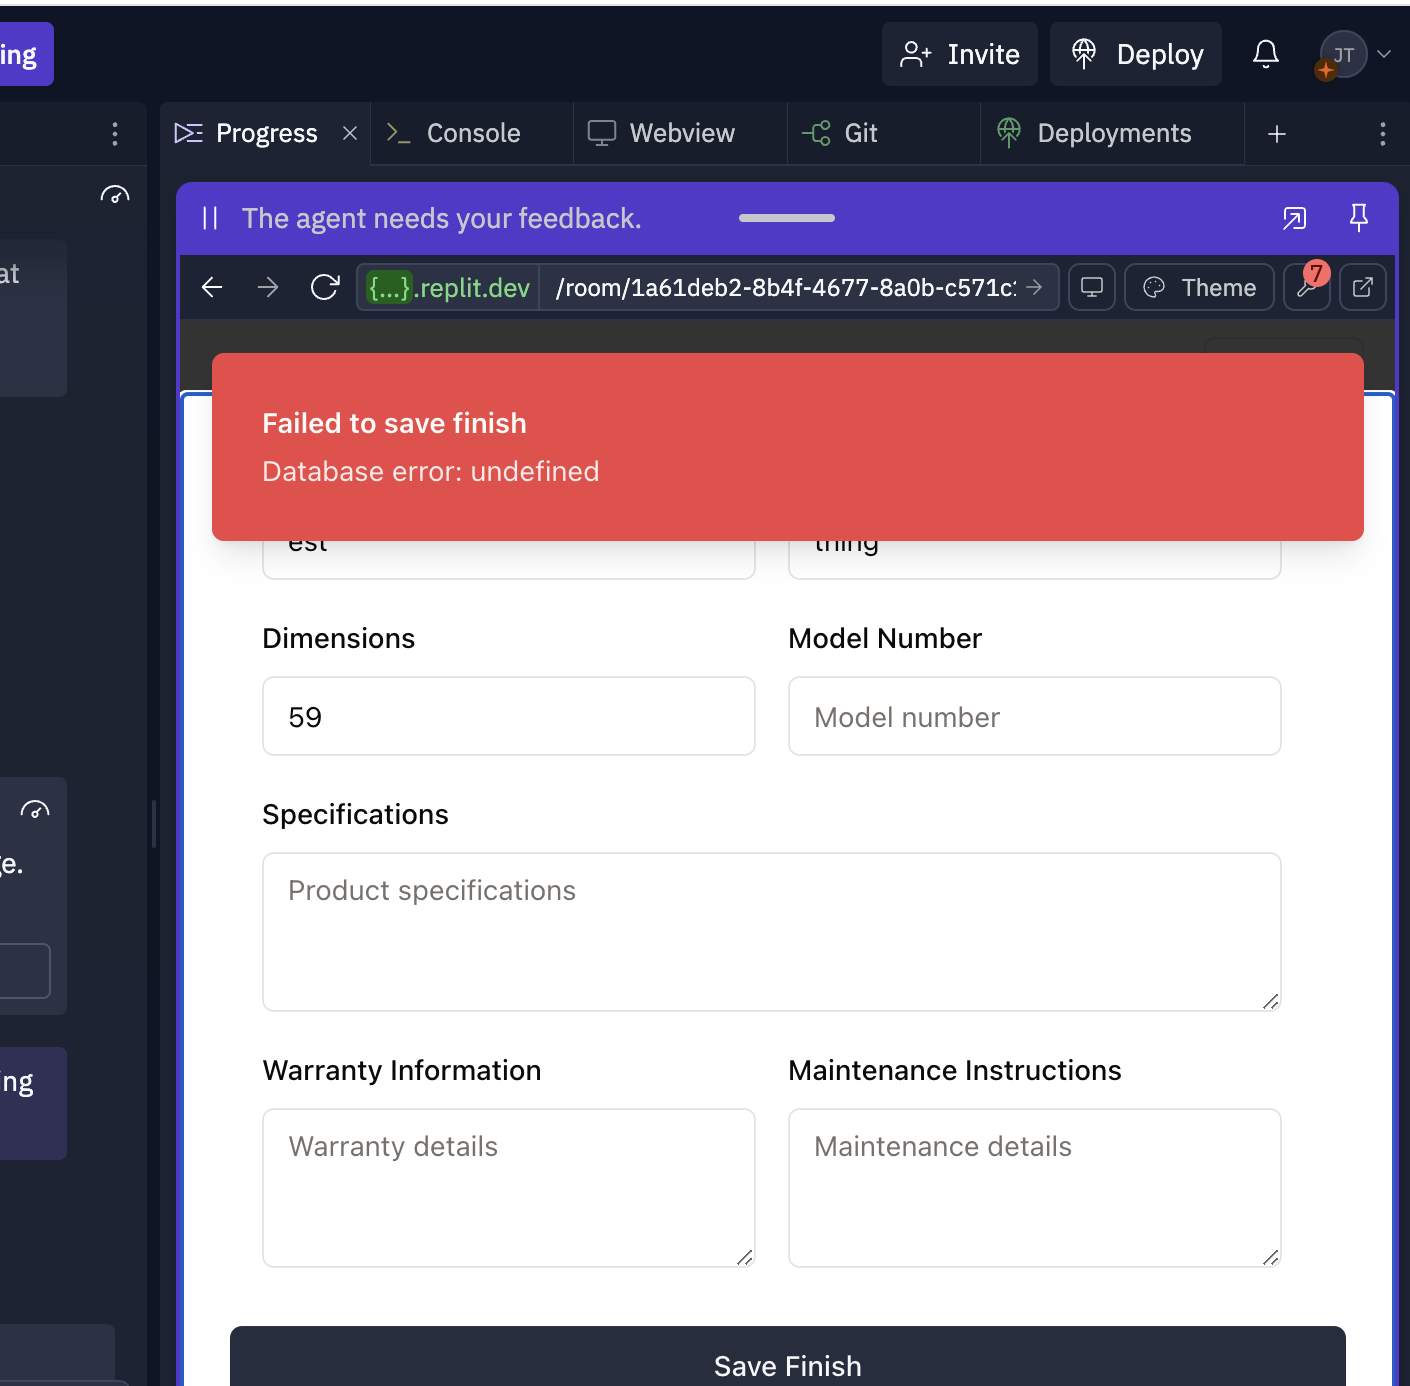 ing
Invite
Deploy
JT
Progress
Console
Webview
Git
Deployments
The agent needs your feedback.
at
{...}.replit.dev
/room/1a61deb2-8b4f-4677-8a0b-c571c
Theme
7
Failed to save finish
Database error: undefined
est
thing
Dimensions
Model Number
59
Model number
Specifications
e.
Product specifications
Warranty Information
Maintenance Instructions
ng
Warranty details
Maintenance details
Save Finish